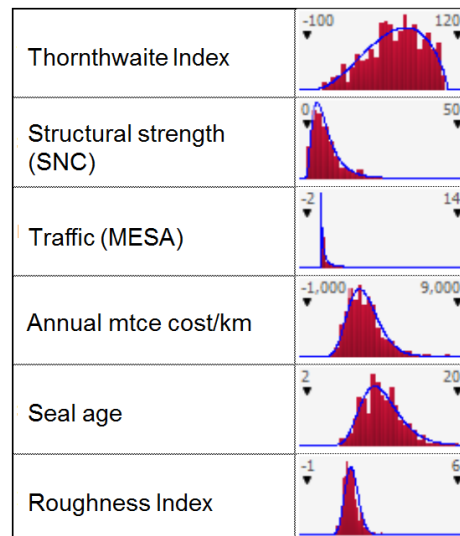 Thornthwaite Index
-100 120
Structural strength
(SNC)
0 50
Traffic (MESA)
-2 14
Annual mtce cost/km
-1,000 9,000
Seal age
2 20
Roughness Index
-1 6